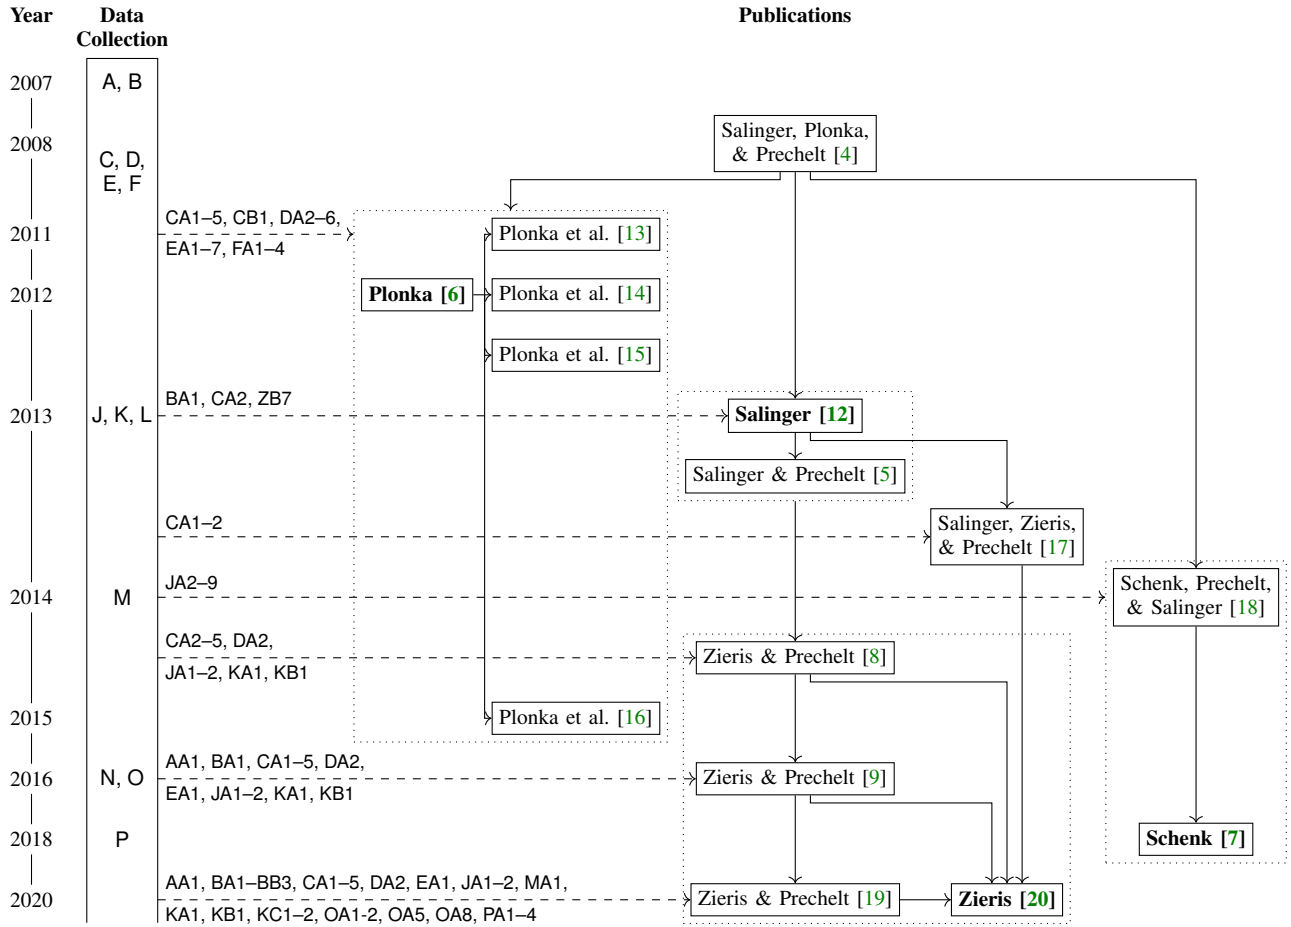 Year
Data
Collection
Publications
2007
A, B
2008
Salinger, Plonka,
& Prechelt [4]
C, D,
E, F
CA1–5, CB1, DA2–6,
2011
Plonka et al. [13]
EA1–7, FA1–4
2012
Plonka [6]
Plonka et al. [14]
Plonka et al. [15]
BA1, CA2, ZB7
2013
J, K, L
Salinger [12]
Salinger & Prechelt [5]
CA1–2
Salinger, Zieris,
& Prechelt [17]
JA2–9
2014
M
Schenk, Prechelt,
& Salinger [18]
CA2–5, DA2,
Zieris & Prechelt [8]
JA1–2, KA1, KB1
2015
Plonka et al. [16]
AA1, BA1, CA1–5, DA2,
2016
N, O
Zieris & Prechelt [9]
EA1, JA1–2, KA1, KB1
2018
P
Schenk [7]
AA1, BA1–BB3, CA1–5, DA2, EA1, JA1–2, MA1,
2020
Zieris & Prechelt [19]
Zieris [20]
KA1, KB1, KC1–2, OA1-2, OA5, OA8, PA1–4